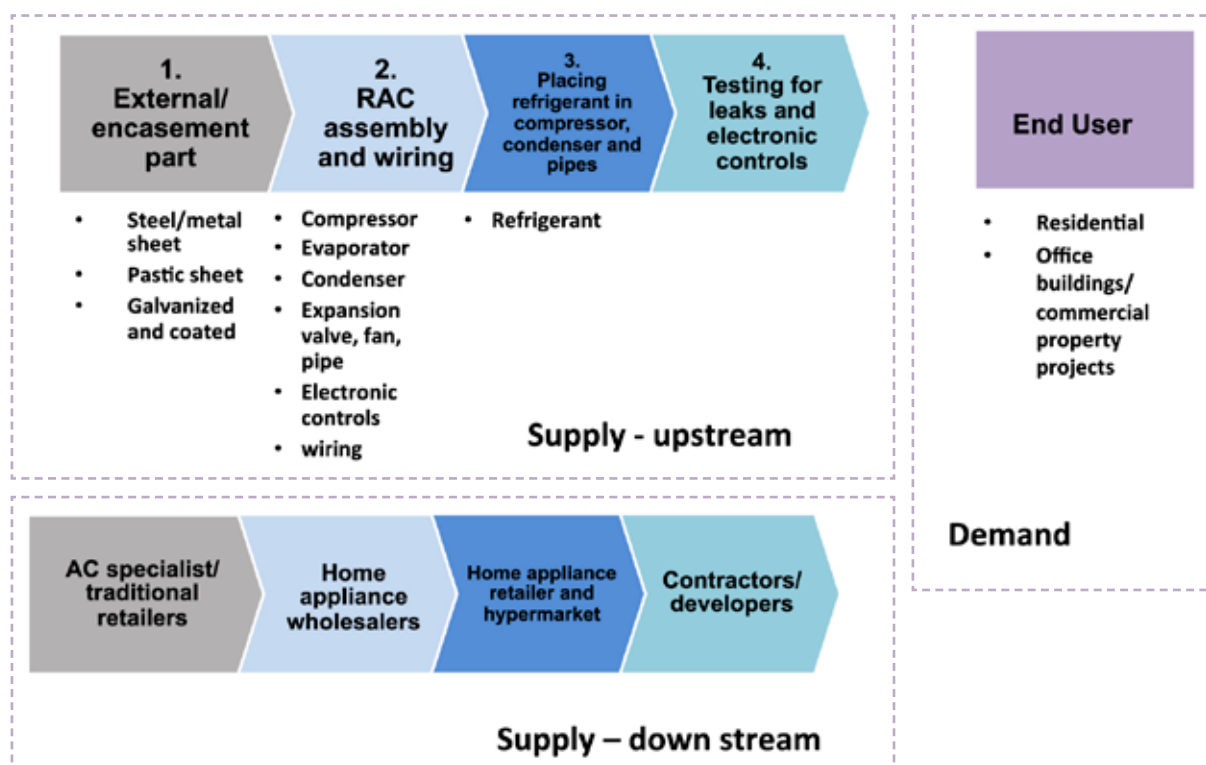 1.
External/
encasement
part
2.
RAC
assembly
and wiring
3.
Placing
refrigerant in
compressor,
condenser and
pipes
4.
Testing for
leaks and
electronic
controls
• Steel/metal
sheet
• Pastic sheet
• Galvanized
and coated
• Compressor
• Evaporator
• Condenser
• Expansion
valve, fan,
pipe
• Electronic
controls
• wiring
• Refrigerant
Supply - upstream
End User
• Residential
• Office
buildings/
commercial
property
projects
Demand
AC specialist/
traditional
retailers
Home
appliance
wholesalers
Home appliance
retailer and
hypermarket
Contractors/
developers
Supply – down stream